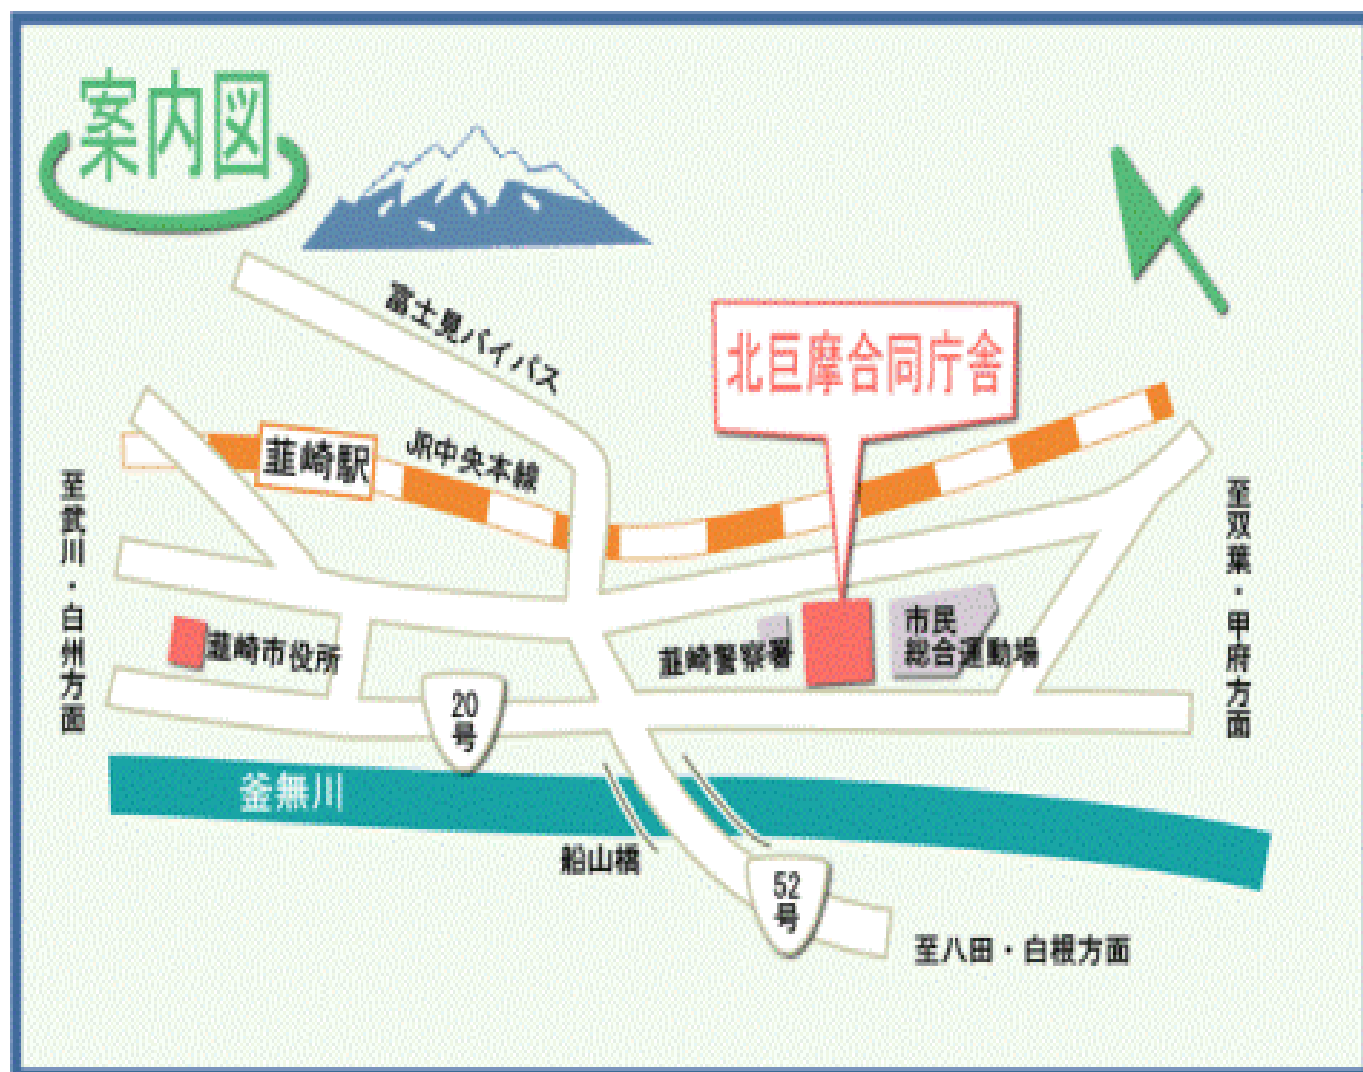 案内図
富士見バイパス
北巨摩合同庁舎
韮崎駅
JR中央本線
至武川・白州方面
至双葉・甲府方面
韮崎市役所
韮崎警察署
市民
総合運動場
20
号
釜無川
船山橋
52
号
至八田・白根方面